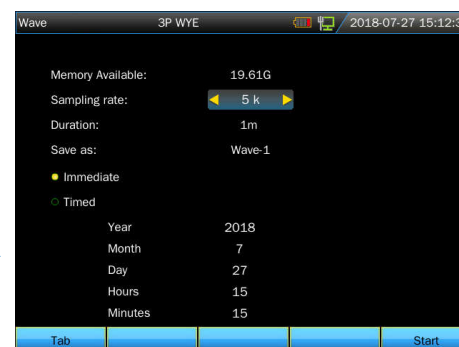 Wave 3P WYE 2018-07-27 15:12:3
Memory Available: 19.61G
Sampling rate: 5 k
Duration: 1m
Save as: Wave-1
Immediate
Timed
Year 2018
Month 7
Day 27
Hours 15
Minutes 15
Tab Start